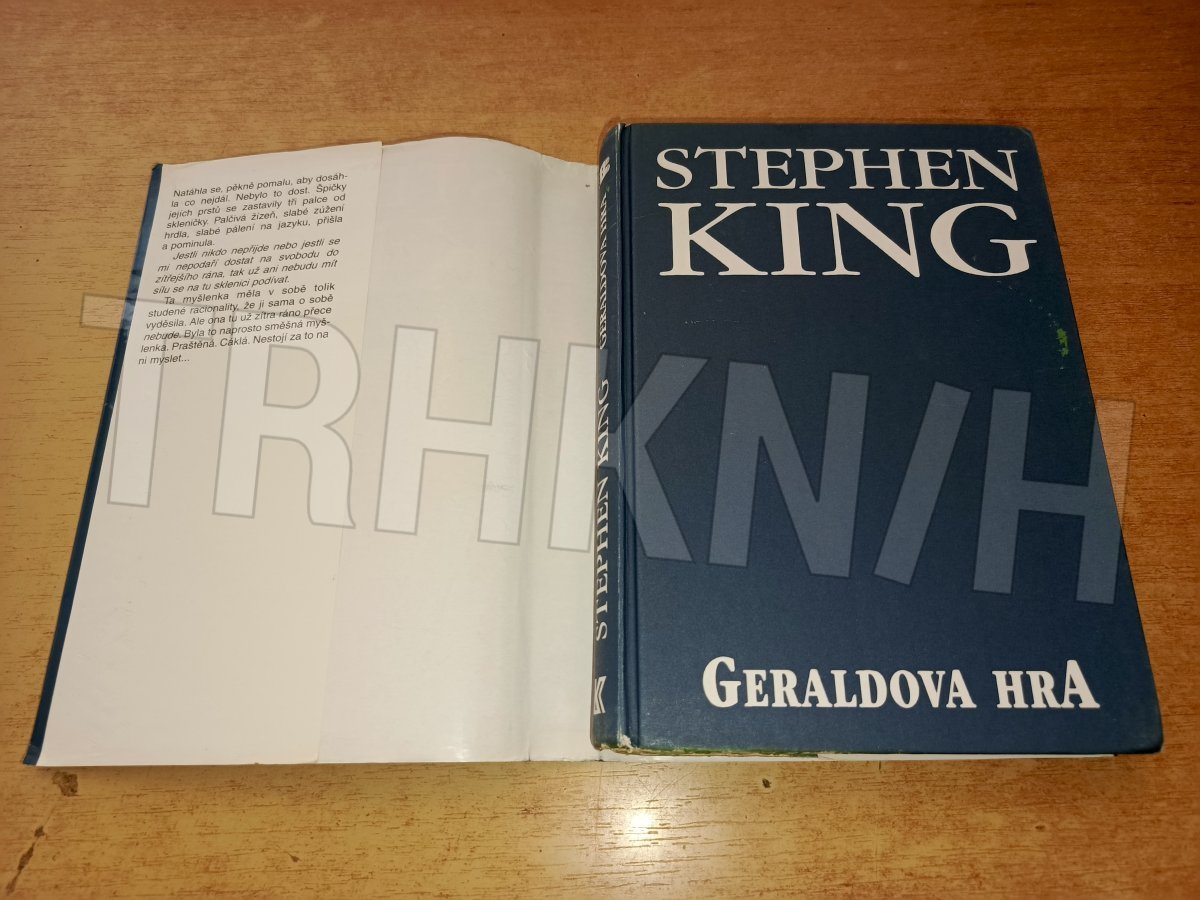 Natáhla se, pěkně pomalu, aby dosáh-
la co nejdál. Nebylo to dost. Špičky
jejích prstů se zastavily tři palce od
skleničky. Palčivá žízeň, slabé zúžení
hrdla, slabé pálení na jazyku, přišla
a pominula.
Jestli nikdo nepřijde nebo jestli se
mi nepodaří dostat na svobodu do
zítřejšího rána, tak už ani nebudu mít
sílu se na tu sklenici podívat.
Ta myšlenka měla v sobě tolik
studené racionality, že ji sama o sobě
vyděsila. Ale ona tu už zítra ráno přece
nebude. Byla to naprosto směšná myš-
lenka. Praštěná. Cáklá. Nestojí za to na
ni myslet...
STEPHEN KING GERALDOVA HRA
STEPHEN
KING
GERALDOVA HRA
TRHKNIH